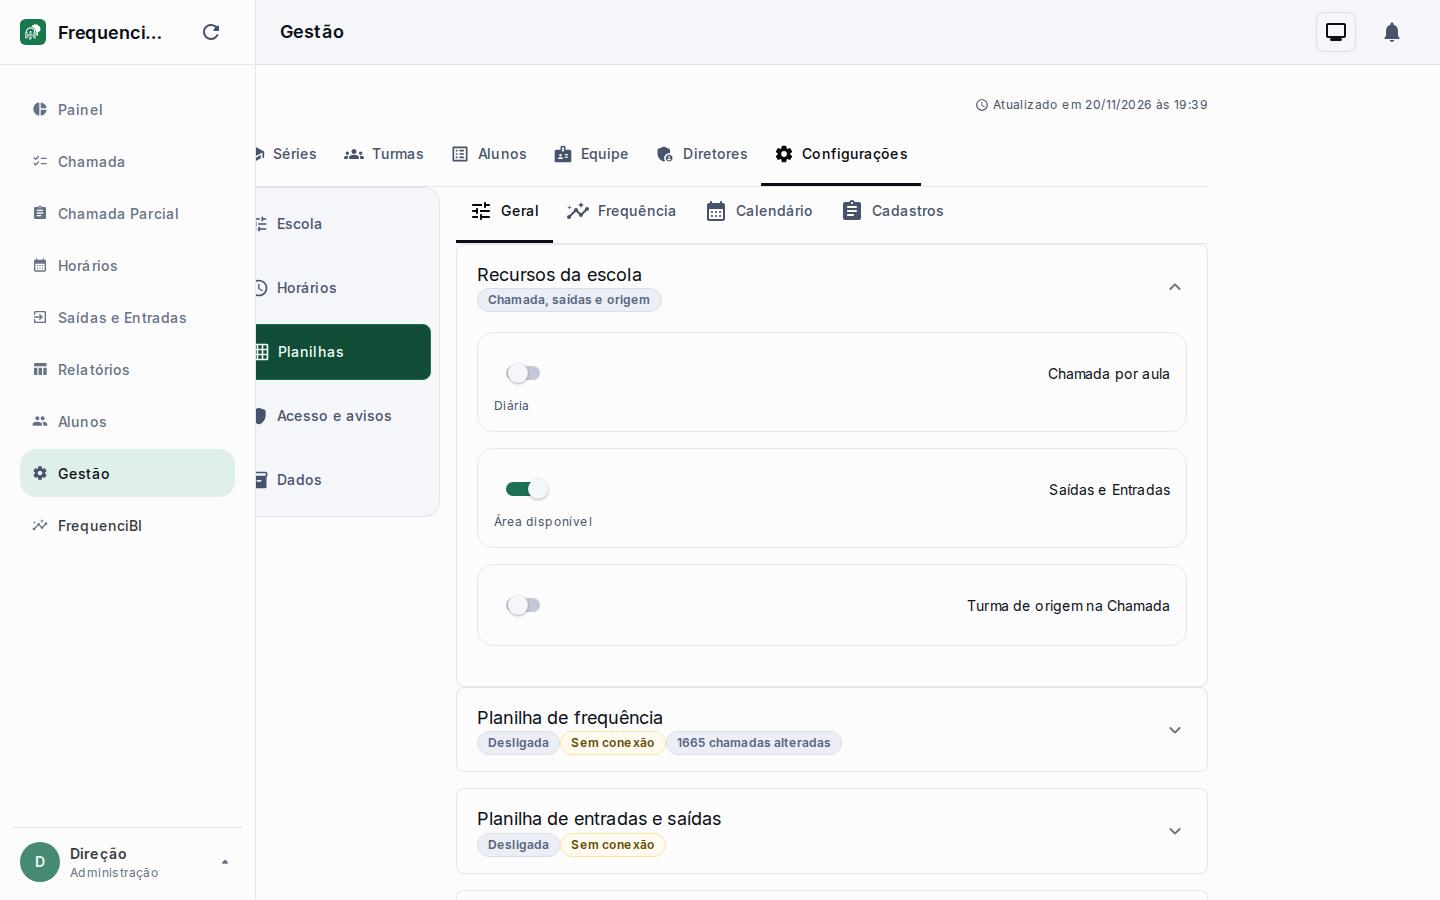 Frequenci...
Gestão
Painel
Chamada
Chamada Parcial
Horários
Saídas e Entradas
Relatórios
Alunos
Gestão
FrequenciBI
D
Direção
Administração
Atualizado em 20/11/2026 às 19:39
Séries
Turmas
Alunos
Equipe
Diretores
Configurações
Escola
Horários
Planilhas
Acesso e avisos
Dados
Geral
Frequência
Calendário
Cadastros
Recursos da escola
Chamada, saídas e origem
Chamada por aula
Diária
Saídas e Entradas
Área disponível
Turma de origem na Chamada
Planilha de frequência
Desligada
Sem conexão
1665 chamadas alteradas
Planilha de entradas e saídas
Desligada
Sem conexão